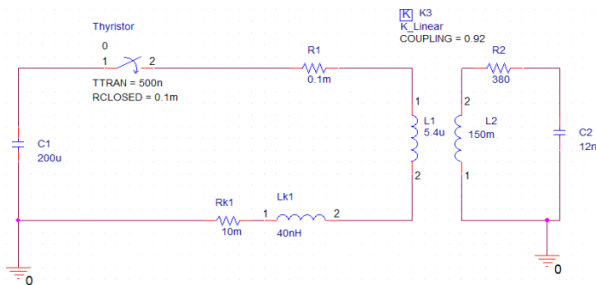 K K3
K_Linear
COUPLING = 0.92
Thyristor
0
1 2
TTRAN = 500n
RCLOSED = 0.1m
R1
0.1m
R2
380
1
L1
5.4u
2
2
L2
150m
1
C1
200u
C2
12n
Rk1
10m
1 Lk1 2
40nH
0
0